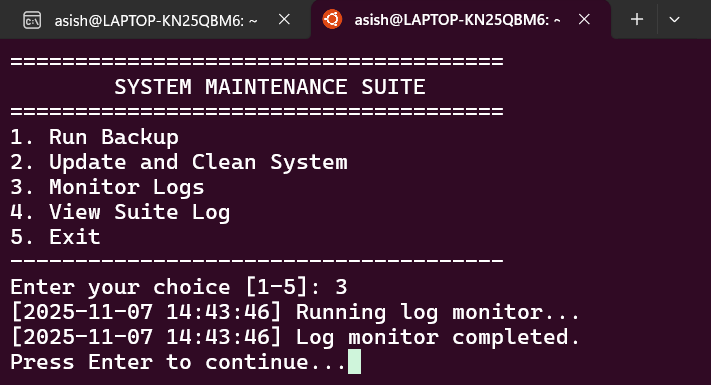 asish@LAPTOP-KN25QBM6: ~
asish@LAPTOP-KN25QBM6: ~
======================================
SYSTEM MAINTENANCE SUITE
======================================
1. Run Backup
2. Update and Clean System
3. Monitor Logs
4. View Suite Log
5. Exit
--------------------------------------
Enter your choice [1-5]: 3
[2025-11-07 14:43:46] Running log monitor...
[2025-11-07 14:43:46] Log monitor completed.
Press Enter to continue...